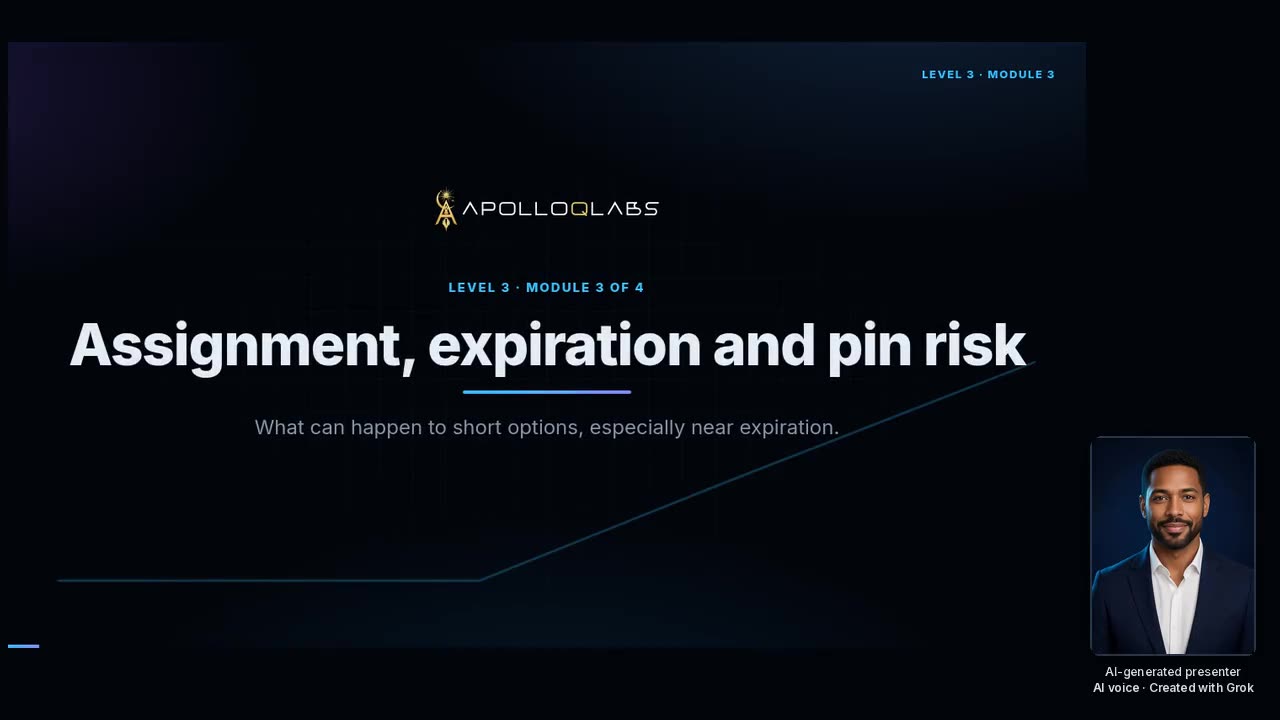 LEVEL 3 · MODULE 3
APOLLOQLABS
LEVEL 3 · MODULE 3 OF 4
Assignment, expiration and pin risk
What can happen to short options, especially near expiration.
AI-generated presenter
AI voice · Created with Grok